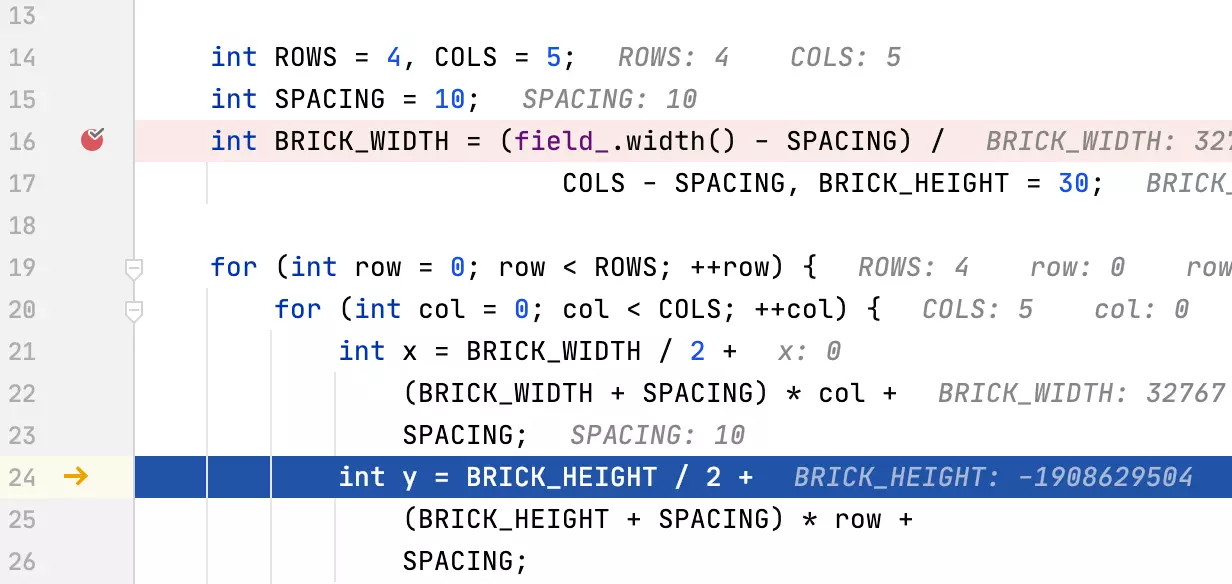 13
14 int ROWS = 4, COLS = 5; ROWS: 4 COLS: 5
15 int SPACING = 10; SPACING: 10
16 int BRICK_WIDTH = (field_.width() - SPACING) / BRICK_WIDTH: 327
17 COLS - SPACING, BRICK_HEIGHT = 30; BRICK_
18
19 for (int row = 0; row < ROWS; ++row) { ROWS: 4 row: 0 row
20 for (int col = 0; col < COLS; ++col) { COLS: 5 col: 0
21 int x = BRICK_WIDTH / 2 + x: 0
22 (BRICK_WIDTH + SPACING) * col + BRICK_WIDTH: 32767
23 SPACING; SPACING: 10
24 int y = BRICK_HEIGHT / 2 + BRICK_HEIGHT: -1908629504
25 (BRICK_HEIGHT + SPACING) * row +
26 SPACING;